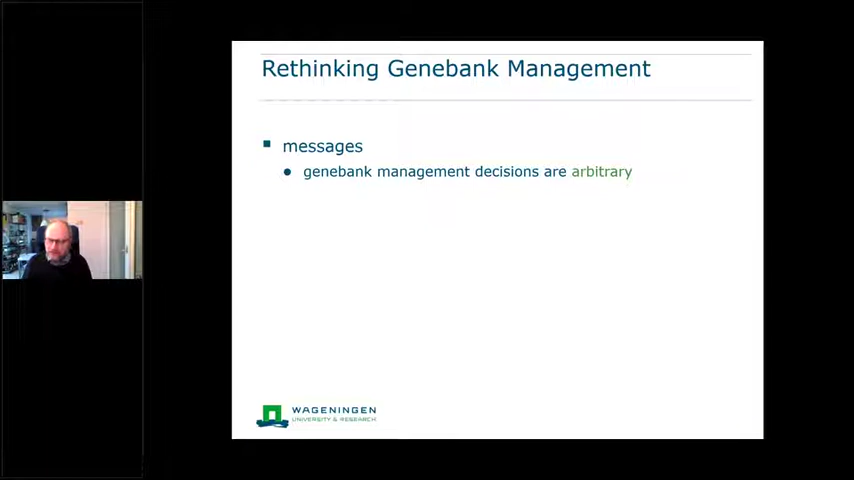 Rethinking Genebank Management
messages
genebank management decisions are arbitrary
WAGENINGEN
UNIVERSITY & RESEARCH